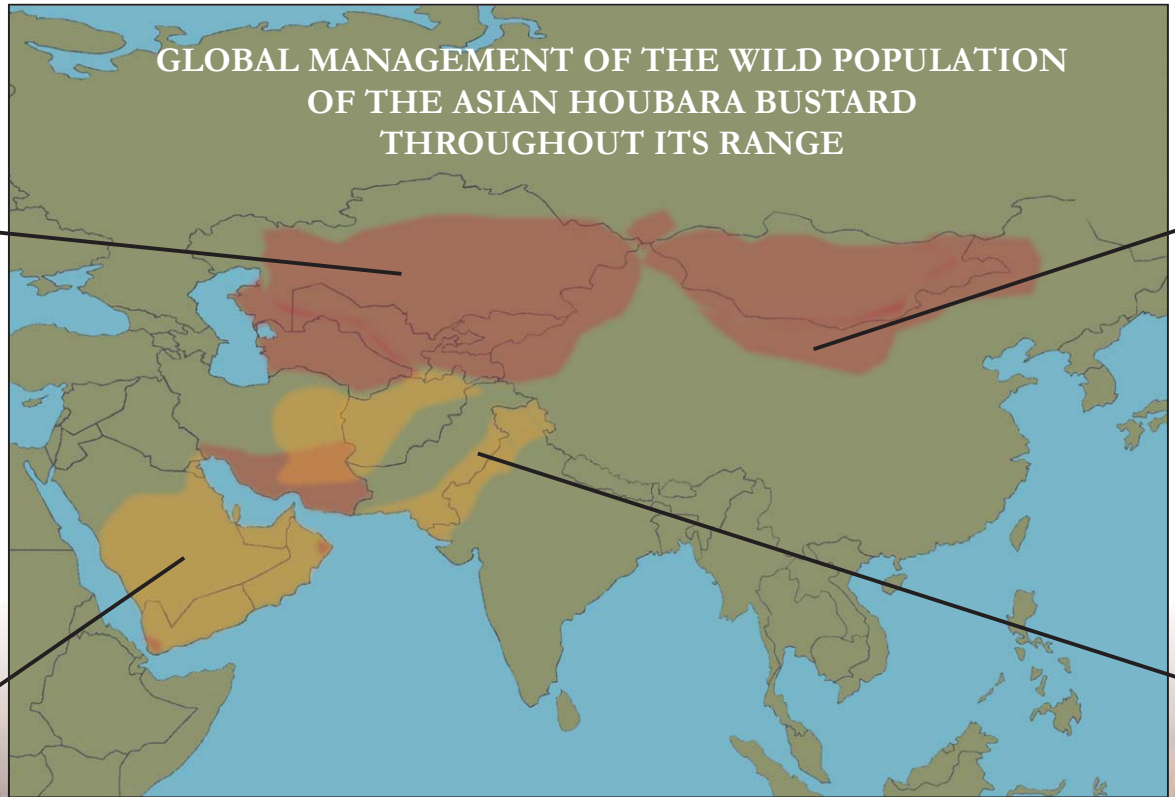 GLOBAL MANAGEMENT OF THE WILD POPULATION
OF THE ASIAN HOUBARA BUSTARD
THROUGHOUT ITS RANGE